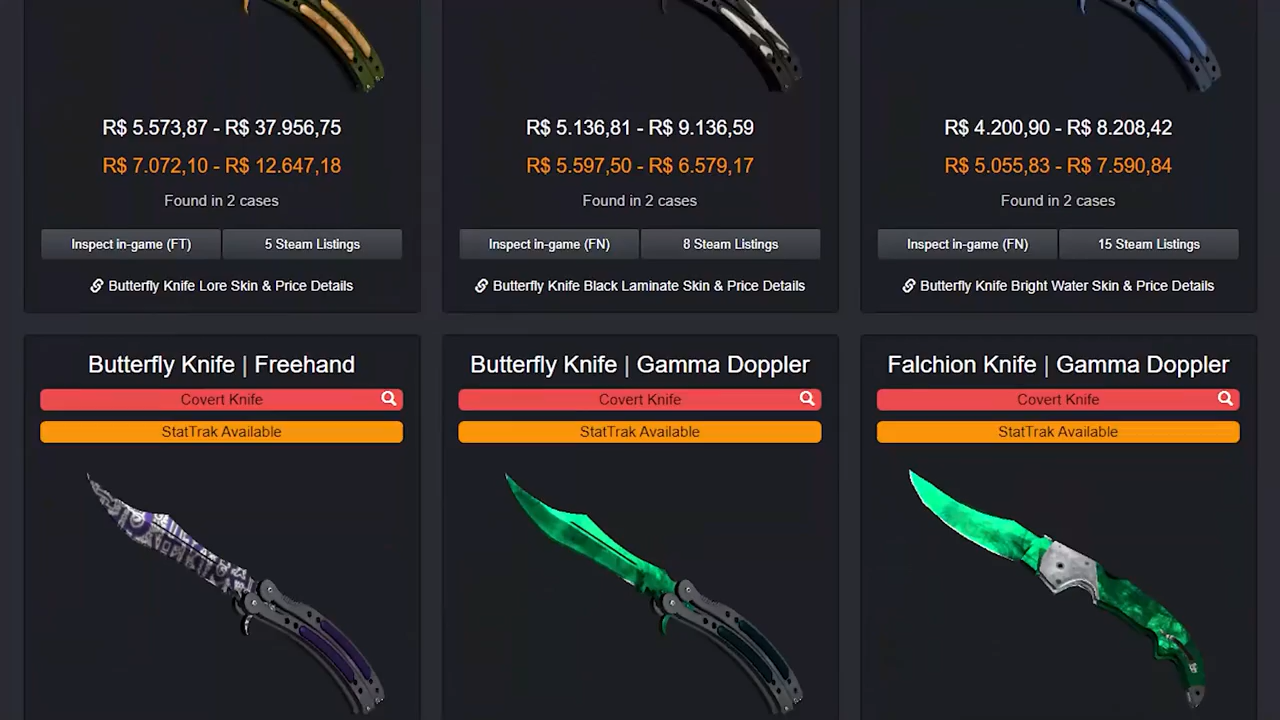 R$ 5.573,87 - R$ 37.956,75
R$ 7.072,10 - R$ 12.647,18
Found in 2 cases
Inspect in-game (FT)
5 Steam Listings
Butterfly Knife Lore Skin & Price Details
R$ 5.136,81 - R$ 9.136,59
R$ 5.597,50 - R$ 6.579,17
Found in 2 cases
Inspect in-game (FN)
8 Steam Listings
Butterfly Knife Black Laminate Skin & Price Details
R$ 4.200,90 - R$ 8.208,42
R$ 5.055,83 - R$ 7.590,84
Found in 2 cases
Inspect in-game (FN)
15 Steam Listings
Butterfly Knife Bright Water Skin & Price Details
Butterfly Knife | Freehand
Covert Knife
StatTrak Available
Butterfly Knife | Gamma Doppler
Covert Knife
StatTrak Available
Falchion Knife | Gamma Doppler
Covert Knife
StatTrak Available